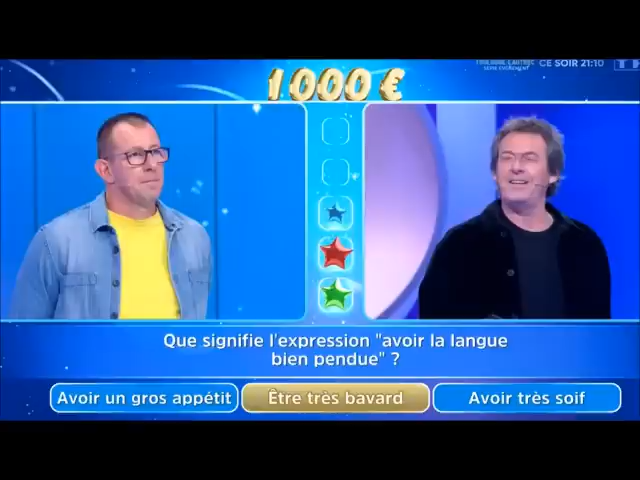 CE SOIR 21:10
1000 €
Que signifie l'expression "avoir la langue
bien pendue" ?
Avoir un gros appétit
Être très bavard
Avoir très soif